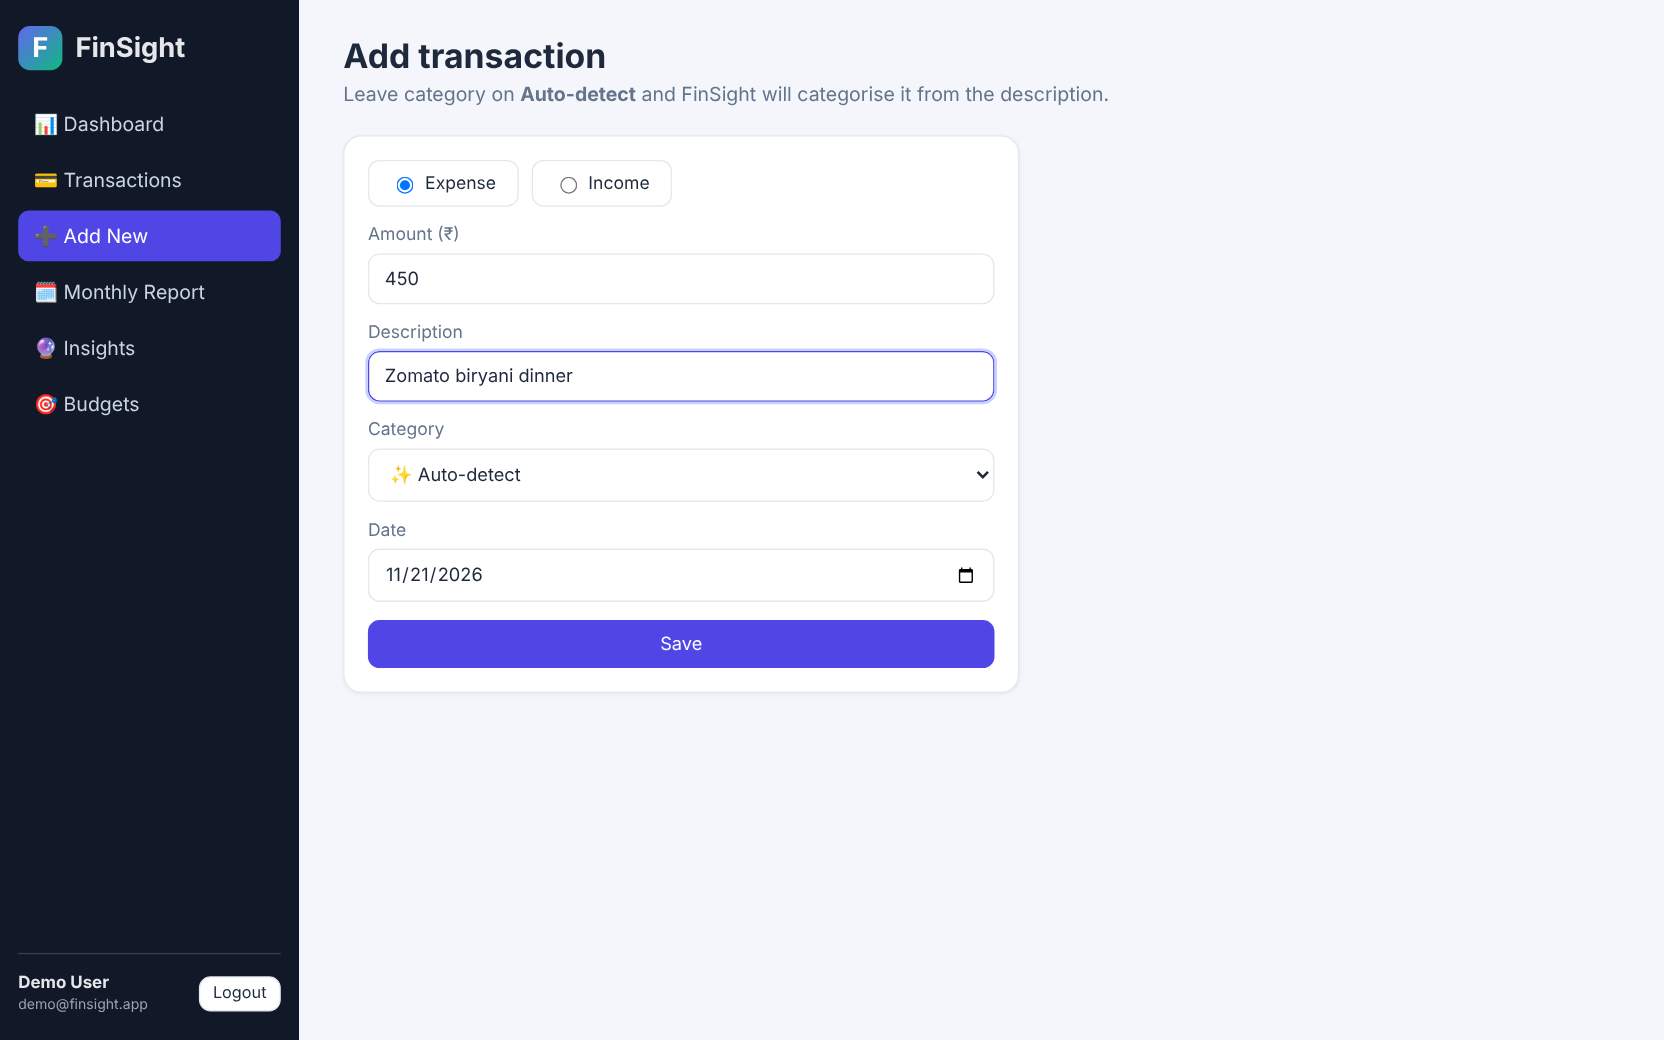 F FinSight
📊 Dashboard
💳 Transactions
➕ Add New
🗓️ Monthly Report
🔮 Insights
🎯 Budgets
Demo User
demo@finsight.app
Logout
Add transaction
Leave category on Auto-detect and FinSight will categorise it from the description.
Expense Income
Amount (₹)
450
Description
Zomato biryani dinner
Category
✨ Auto-detect
Date
11/21/2026
Save